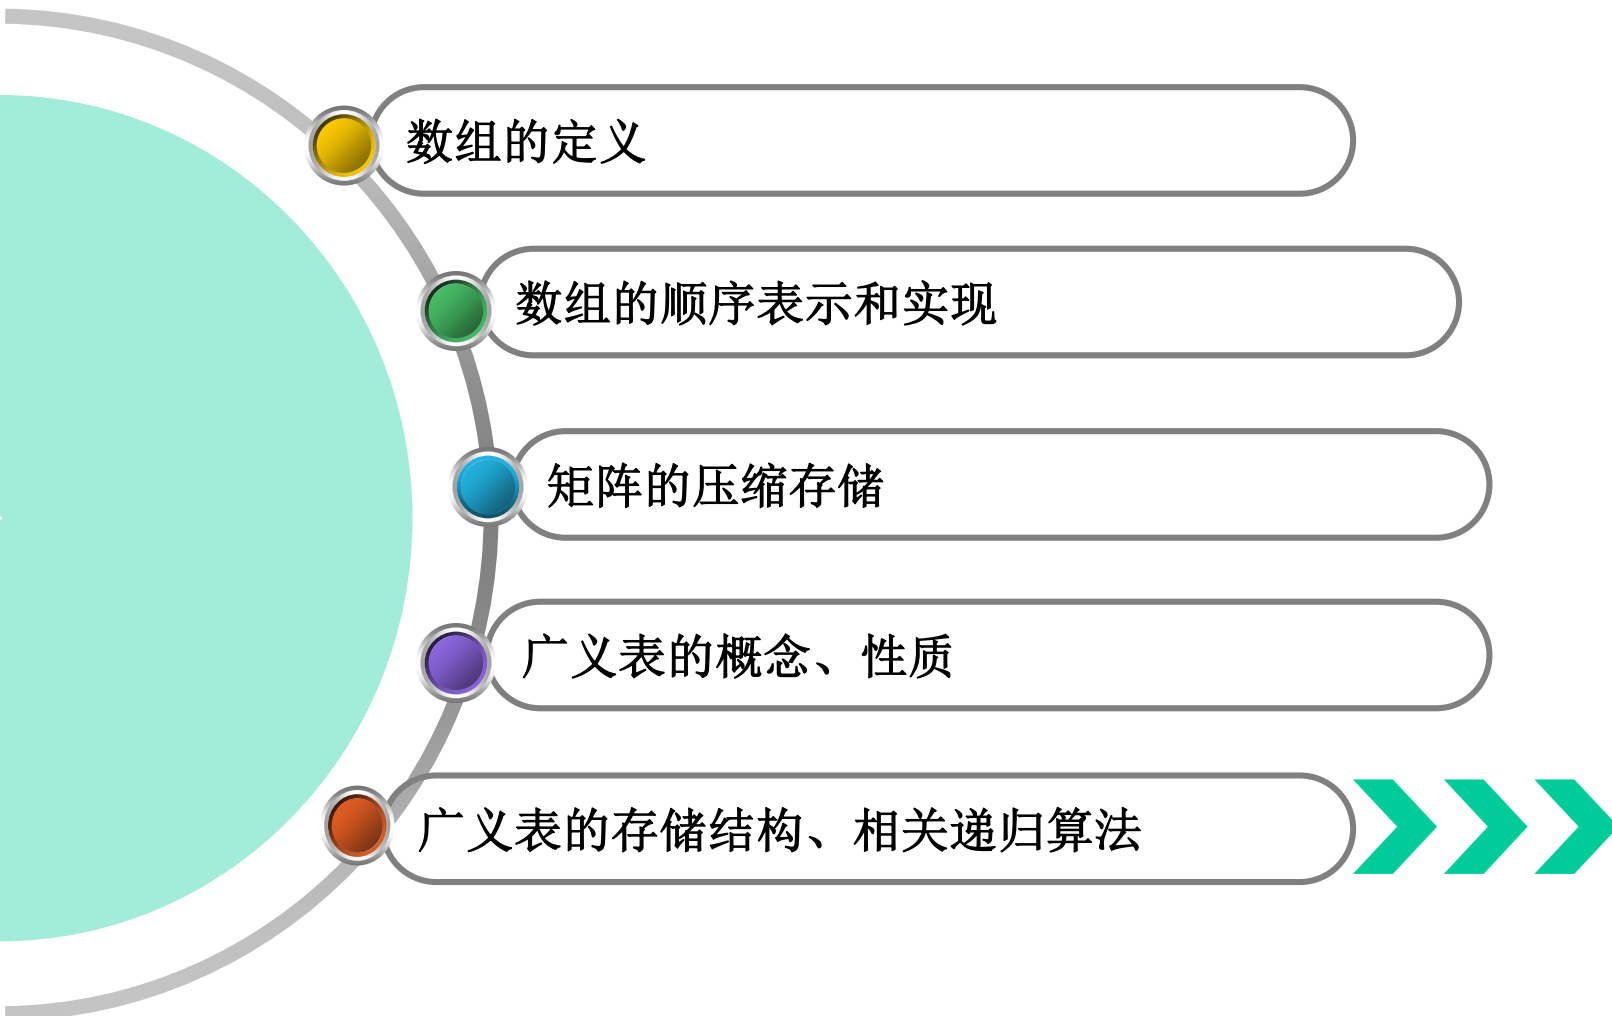 数组的定义
数组的顺序表示和实现
矩阵的压缩存储
广义表的概念、性质
广义表的存储结构、相关递归算法